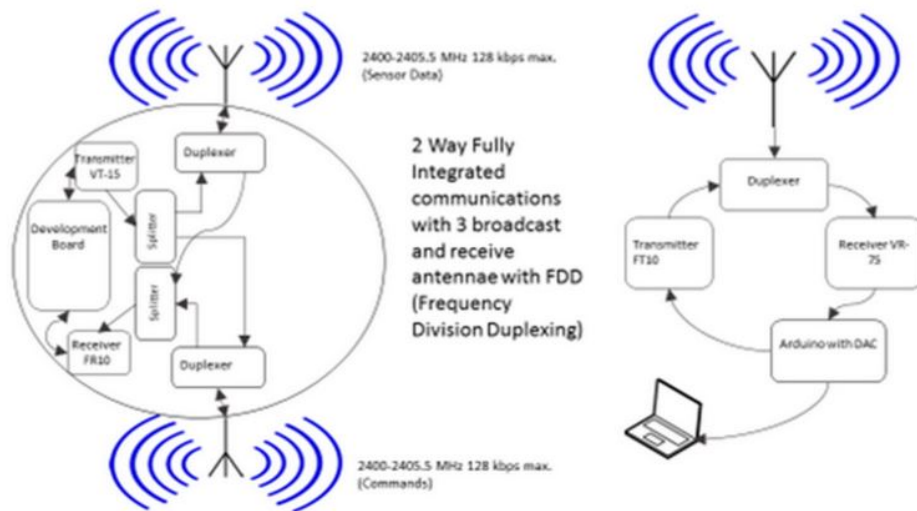 2400-2405.5 MHz 128 kbps max.
(Sensor Data)
Duplexer
Transmitter
VT-15
Splitter
Development
Board
Splitter
Receiver
FR10
Duplexer
2400-2405.5 MHz 128 kbps max.
(Commands)
2 Way Fully
Integrated
communications
with 3 broadcast
and receive
antennae with FDD
(Frequency
Division Duplexing)
Duplexer
Transmitter
FT10
Receiver VR-
75
Arduino with DAC